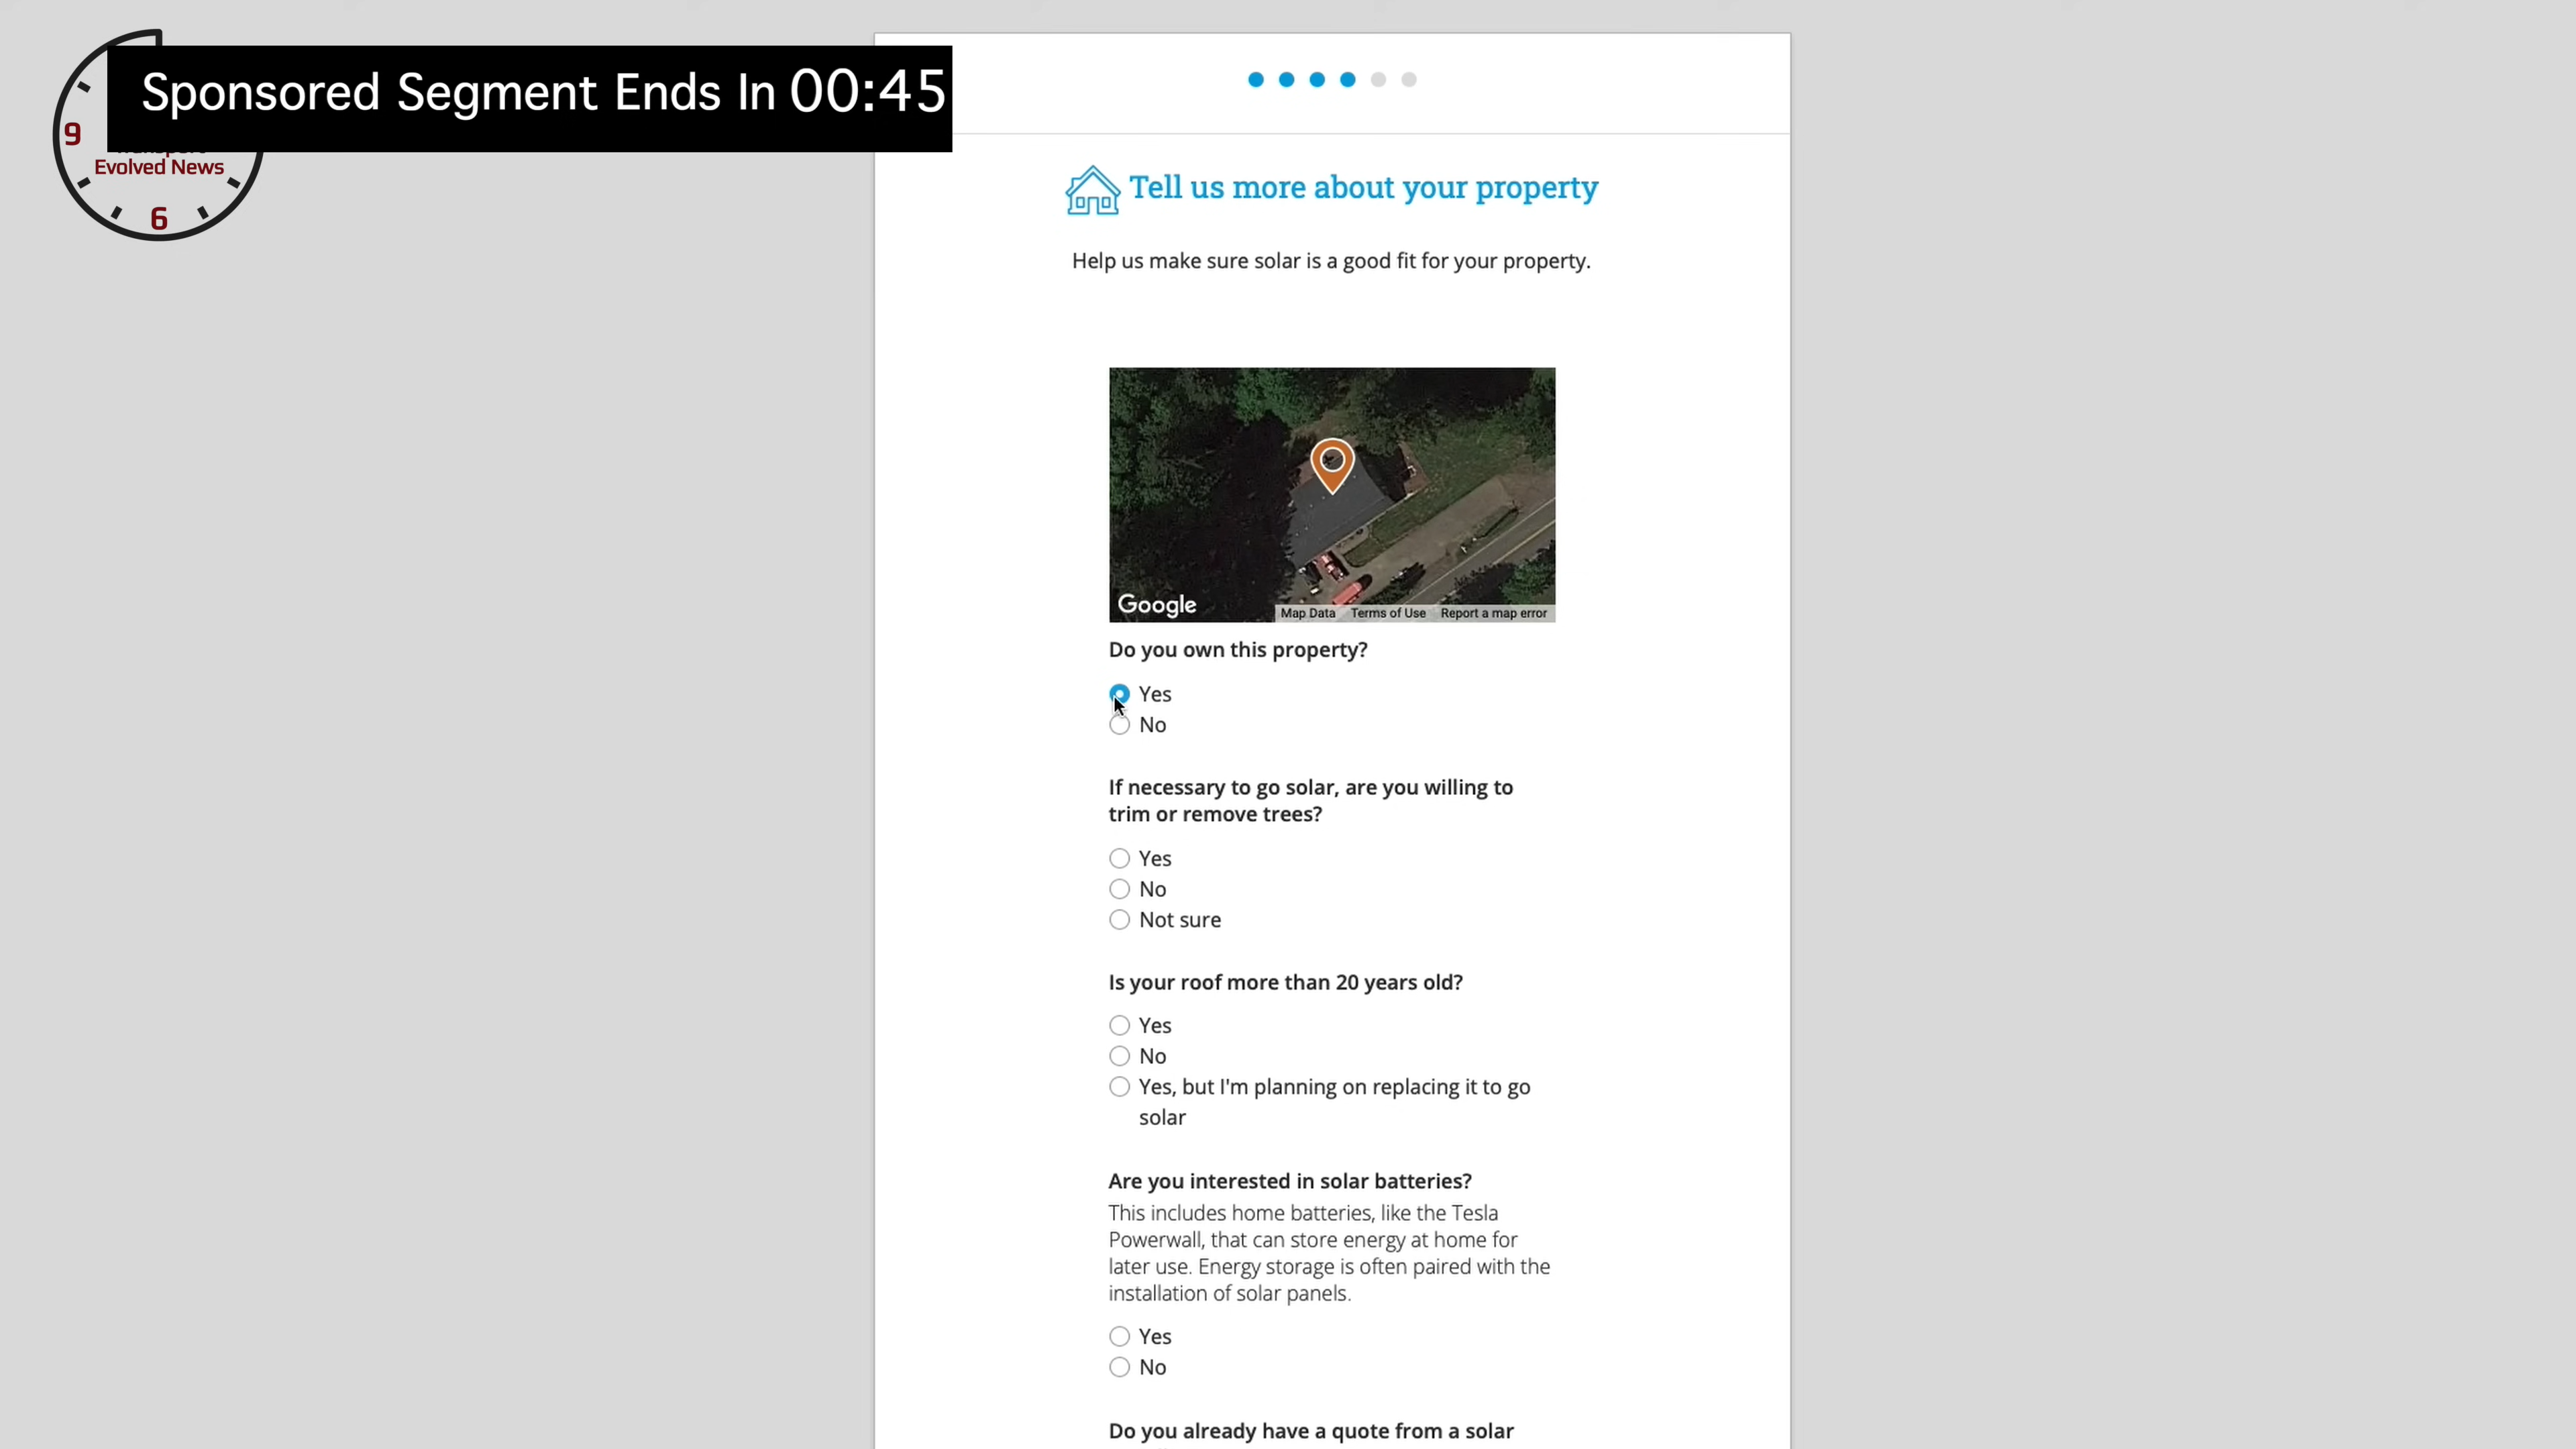 Sponsored Segment Ends In 00:45
9
Evolved News
6
Tell us more about your property
Help us make sure solar is a good fit for your property.
Google
Map Data Terms of Use Report a map error
Do you own this property?
Yes
No
If necessary to go solar, are you willing to
trim or remove trees?
Yes
No
Not sure
Is your roof more than 20 years old?
Yes
No
Yes, but I'm planning on replacing it to go
solar
Are you interested in solar batteries?
This includes home batteries, like the Tesla
Powerwall, that can store energy at home for
later use. Energy storage is often paired with the
installation of solar panels.
Yes
No
Do you already have a quote from a solar